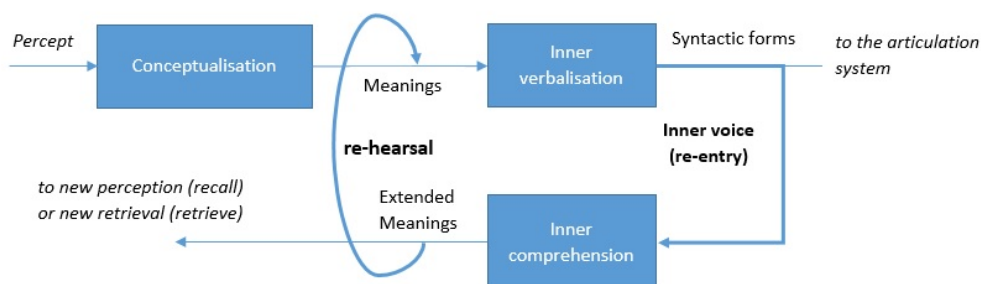 Percept
Conceptualisation
Meanings
Inner
verbalisation
Syntactic forms
to the articulation
system
re-hearsal
Inner voice
(re-entry)
to new perception (recall)
or new retrieval (retrieve)
Extended
Meanings
Inner
comprehension